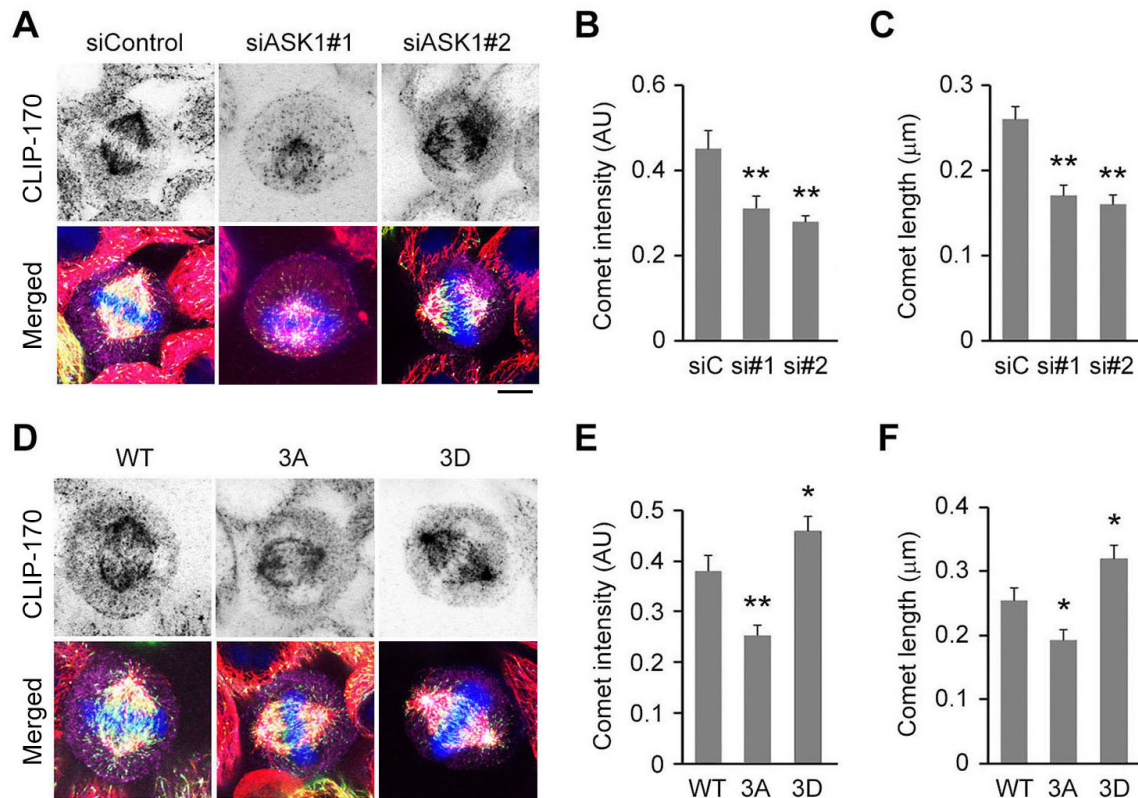 A
siControl siASK1#1 siASK1#2
CLIP-170
Merged
B
Comet intensity (AU)
0.6
0.4
0.2
0
**
**
siC si#1 si#2
C
Comet length (μm)
0.3
0.2
0.1
0
**
**
siC si#1 si#2
D
WT 3A 3D
CLIP-170
Merged
E
Comet intensity (AU)
0.5
0.4
0.3
0.2
0.1
0
**
*
WT 3A 3D
F
Comet length (μm)
0.4
0.3
0.2
0.1
0
*
*
WT 3A 3D